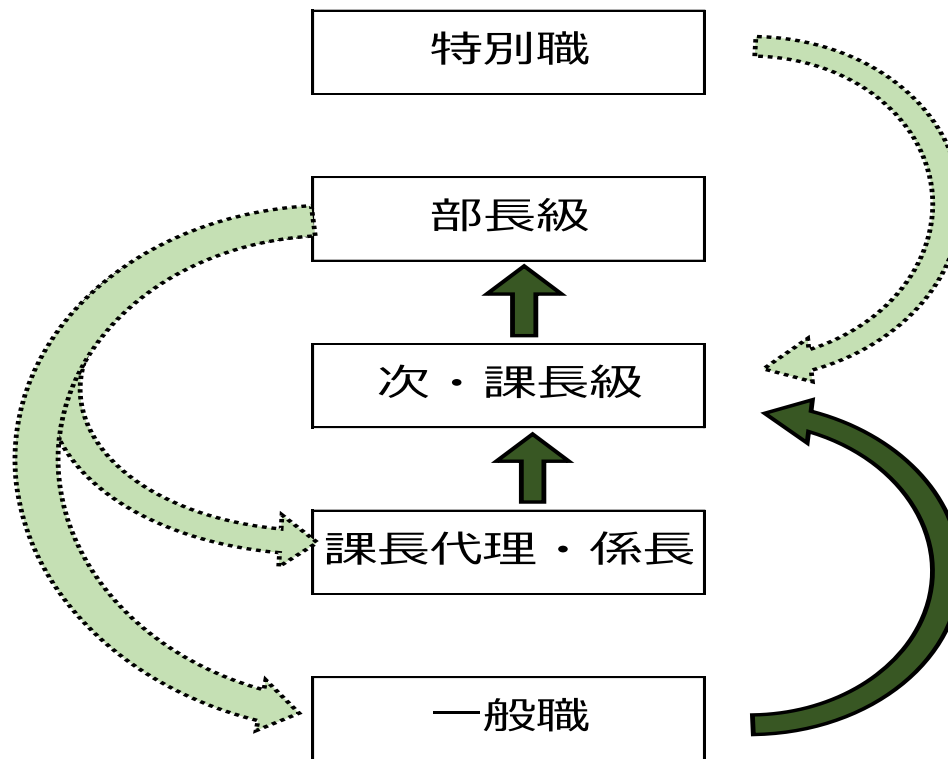 特別職
部長級
次・課長級
課長代理・係長
一般職